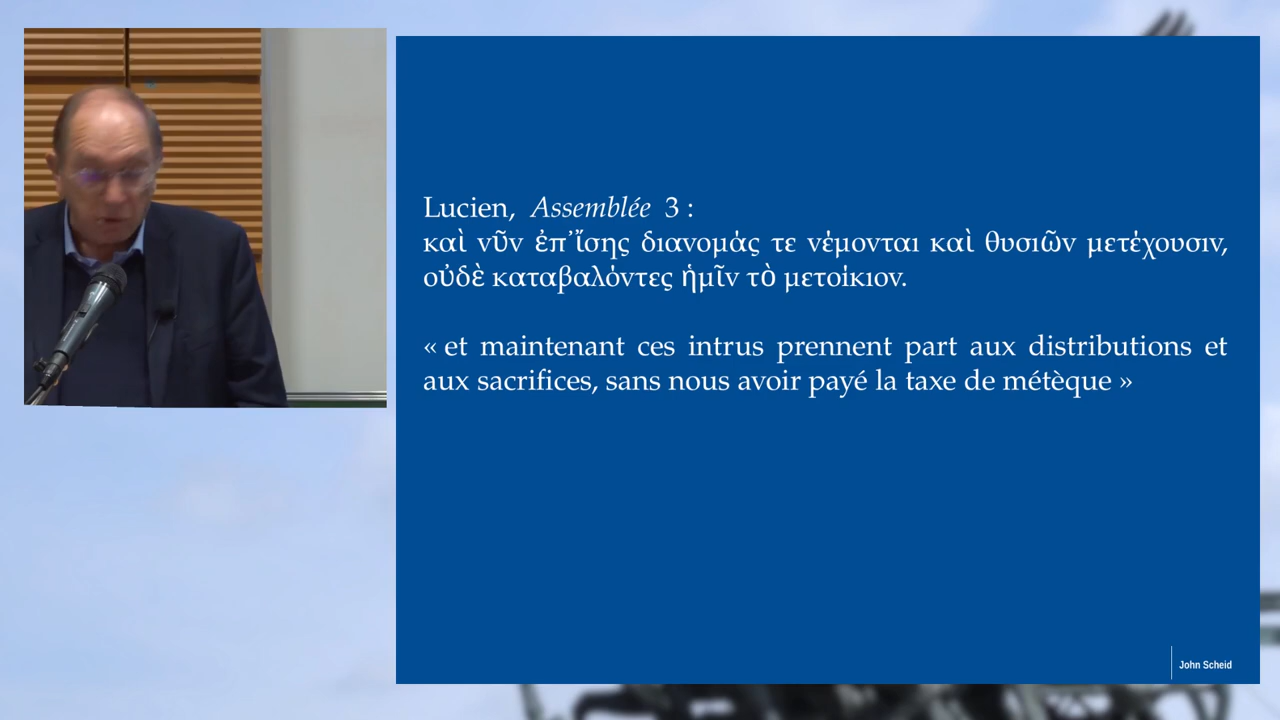 Lucien, Assemblée 3 :
καὶ νῦν ἐπ᾽ἴσης διανομάς τε νέμονται καὶ θυσιῶν μετέχουσιν,
οὐδὲ καταβαλόντες ἡμῖν τὸ μετοίκιον.
« et maintenant ces intrus prennent part aux distributions et
aux sacrifices, sans nous avoir payé la taxe de métèque »
John Scheid